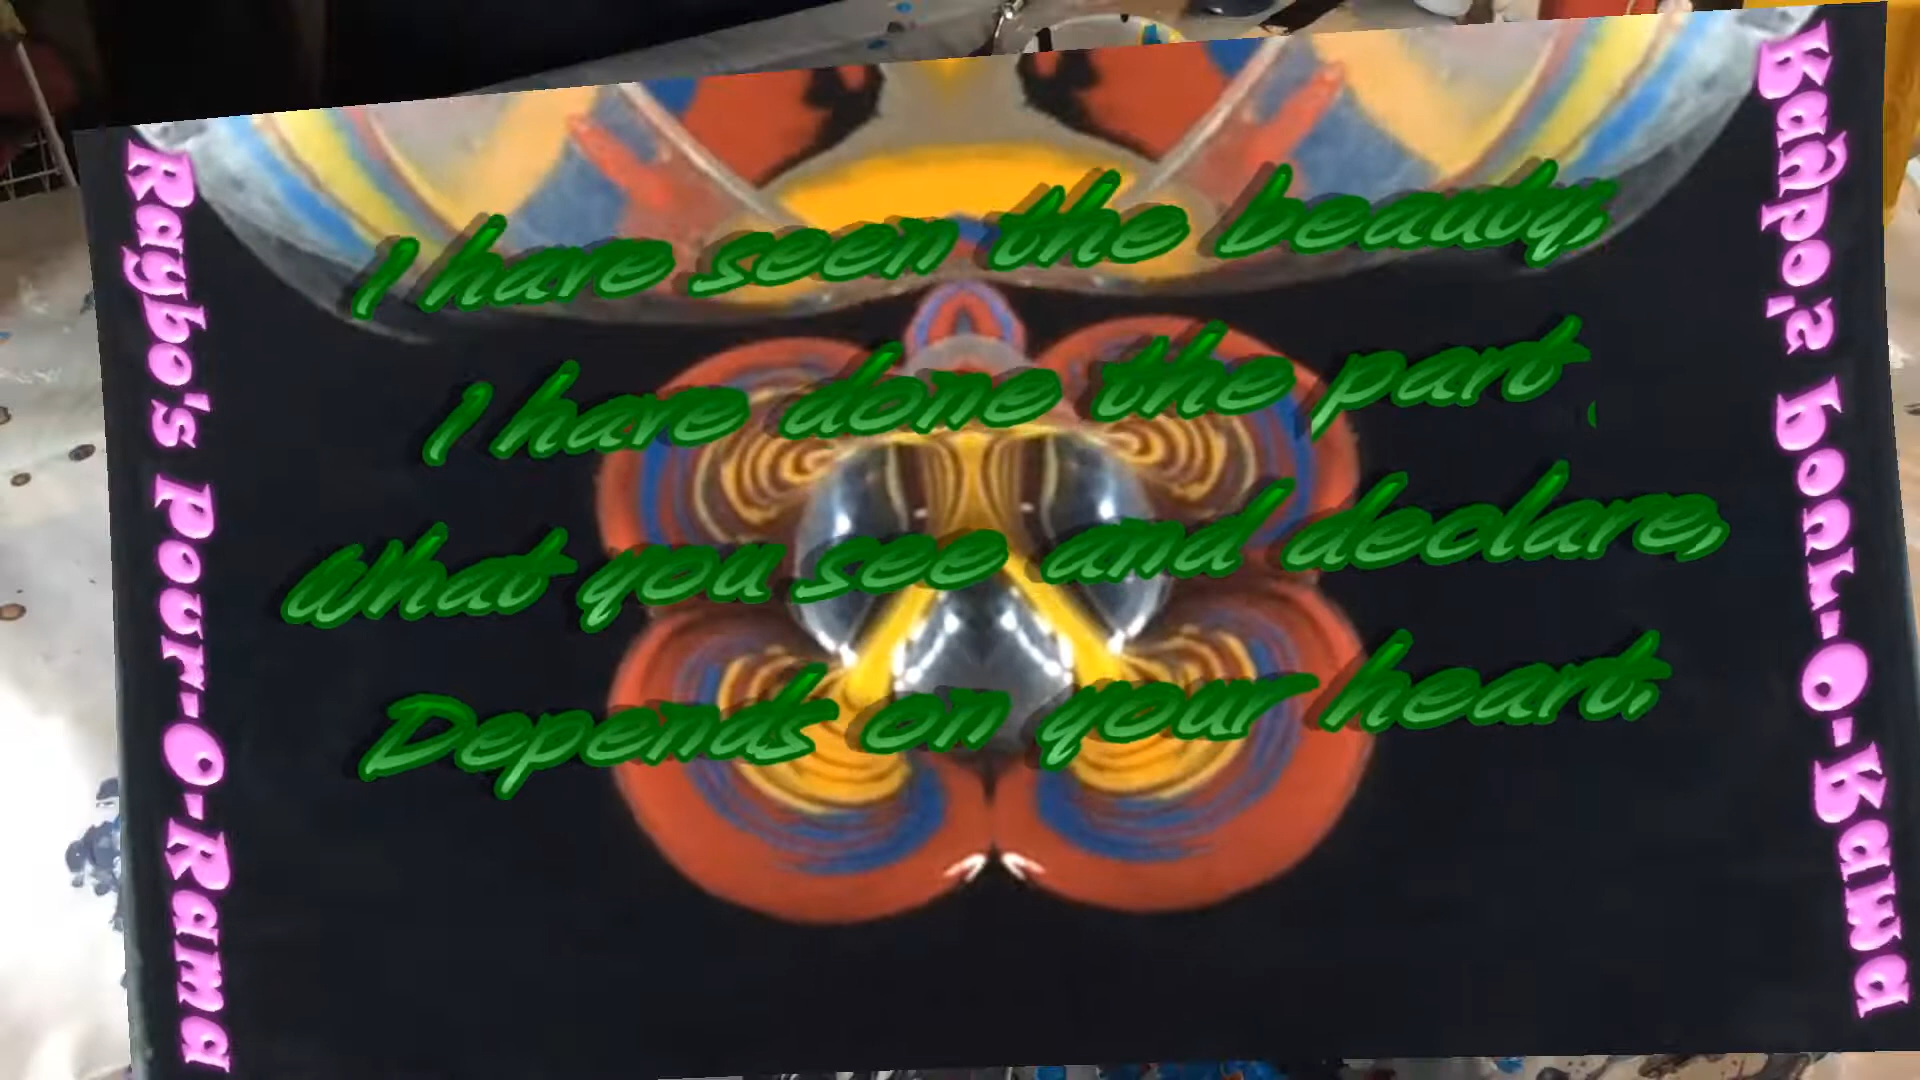 Raybo's Pour-O-Rama
I have seen the beauty,
I have done the part,
What you see and declare,
Depends on your heart.
Raybo's Pour-O-Rama